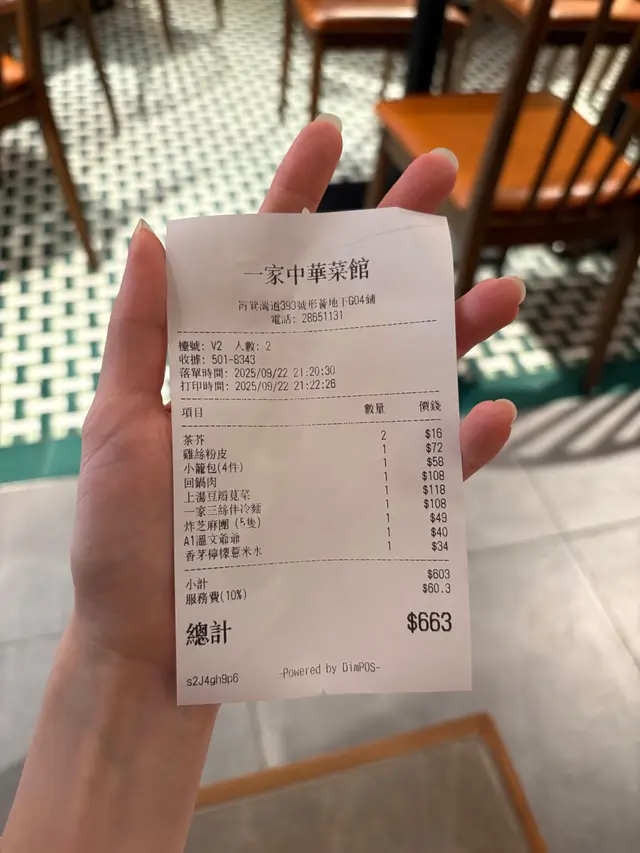 一家中華菜館
筲箕灣道393號形薈地下G04鋪
電話: 28651131
檯號: V2 人數: 2
收據: 501-8343
落單時間: 2025/09/22 21:20:30
打印時間: 2025/09/22 21:22:26
項目 數量 價錢
茶芥 2 $16
雞絲粉皮 1 $72
小籠包(4件) 1 $58
回鍋肉 1 $108
上湯豆瓣莧菜 1 $118
一家三絲伴冷麵 1 $108
炸芝麻團 (5隻) 1 $49
A1溫文爺爺 1 $40
香茅檸檬薏米水 1 $34
小計 $603
服務費(10%) $60.3
總計 $663
s2J4gh9p6 -Powered by DimPOS-